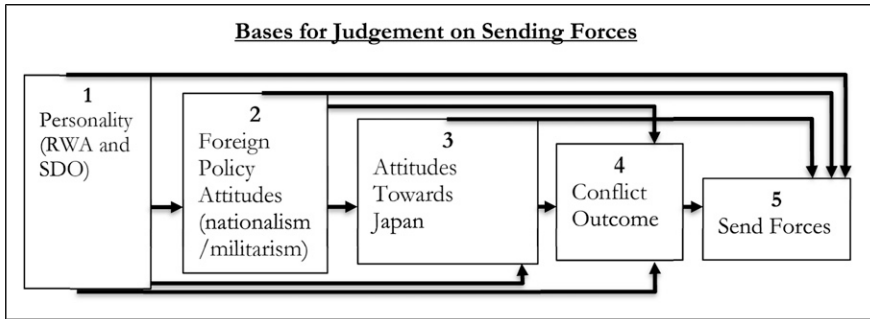 Bases for Judgement on Sending Forces
1
Personality
(RWA and
SDO)
2
Foreign
Policy
Attitudes
(nationalism
/militarism)
3
Attitudes
Towards
Japan
4
Conflict
Outcome
5
Send Forces